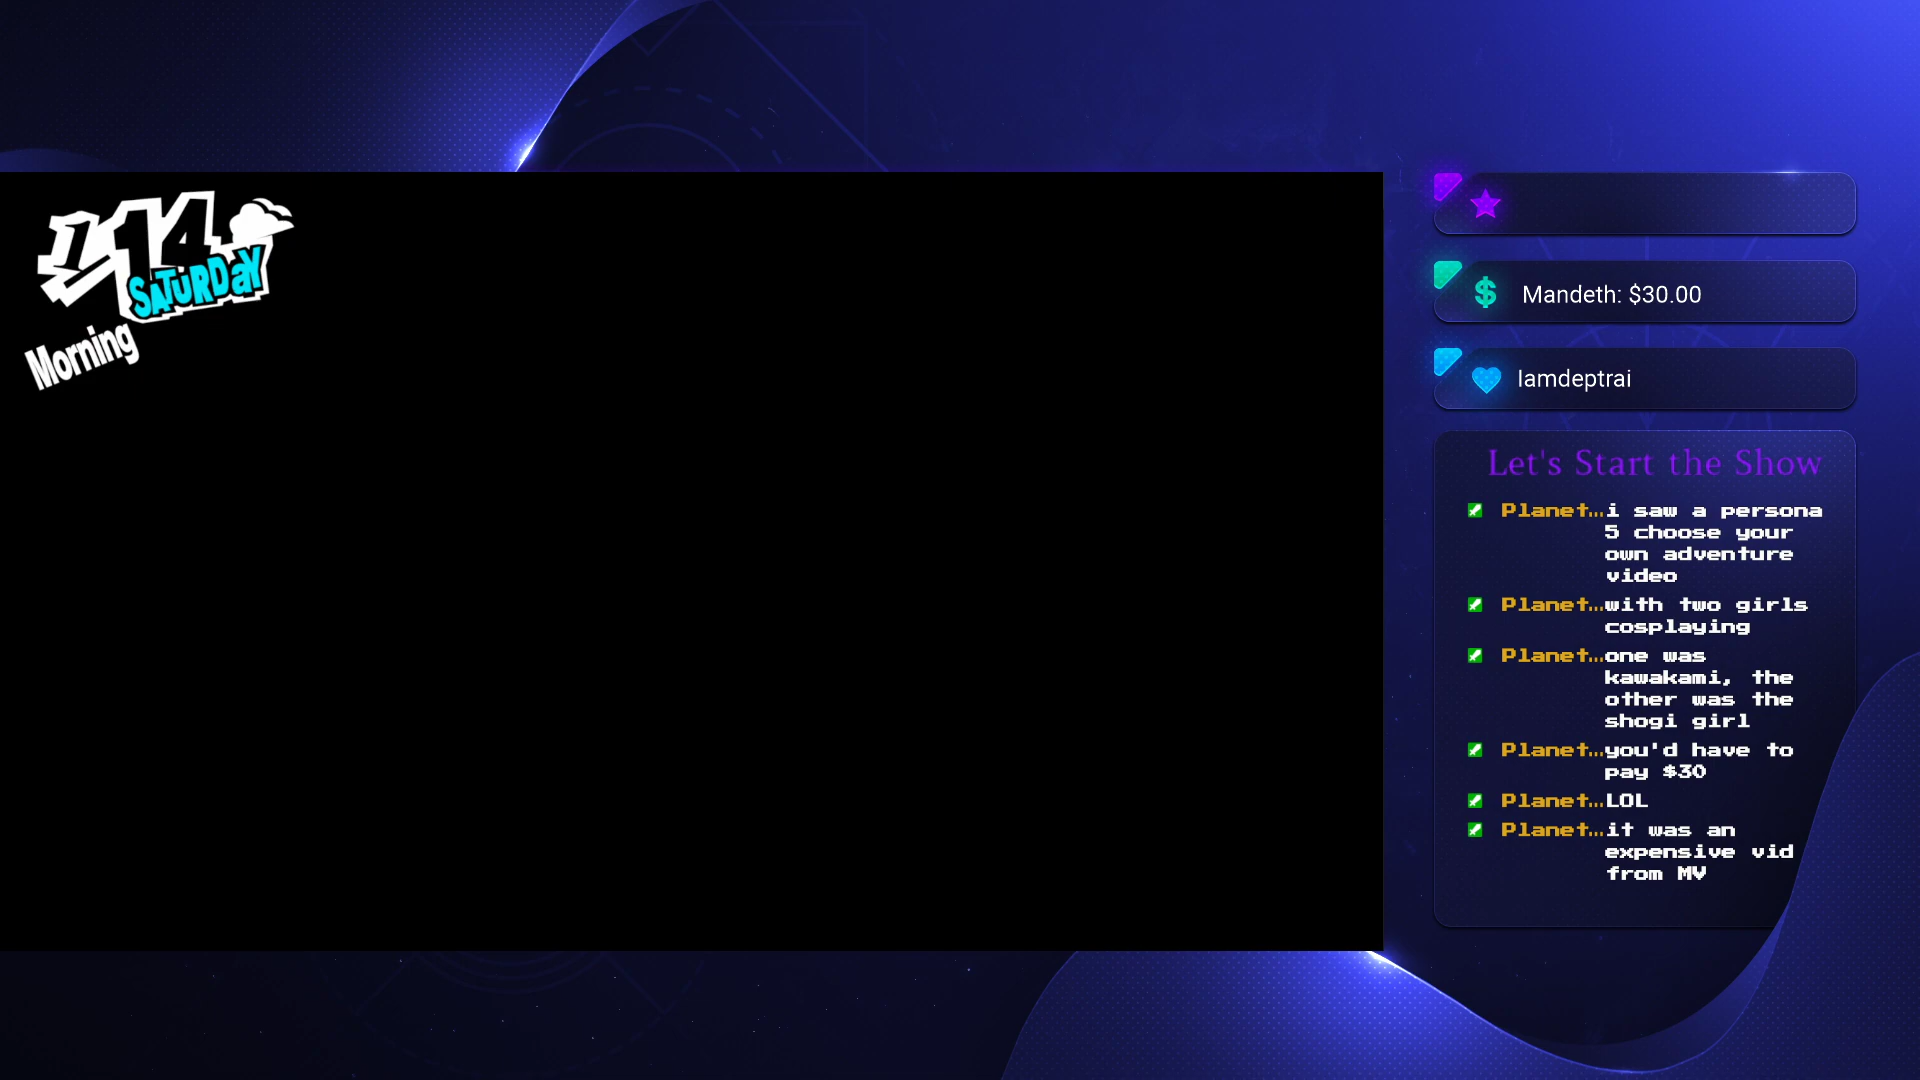 1/14
SATURDAY
Morning
Mandeth: $30.00
Iamdeptrai
Let's Start the Show
Planet...i saw a persona
5 choose your
own adventure
video
Planet...with two girls
cosplaying
Planet...one was
kawakami, the
other was the
shogi girl
Planet...you'd have to
pay $30
Planet...LOL
Planet...it was an
expensive vid
from MV